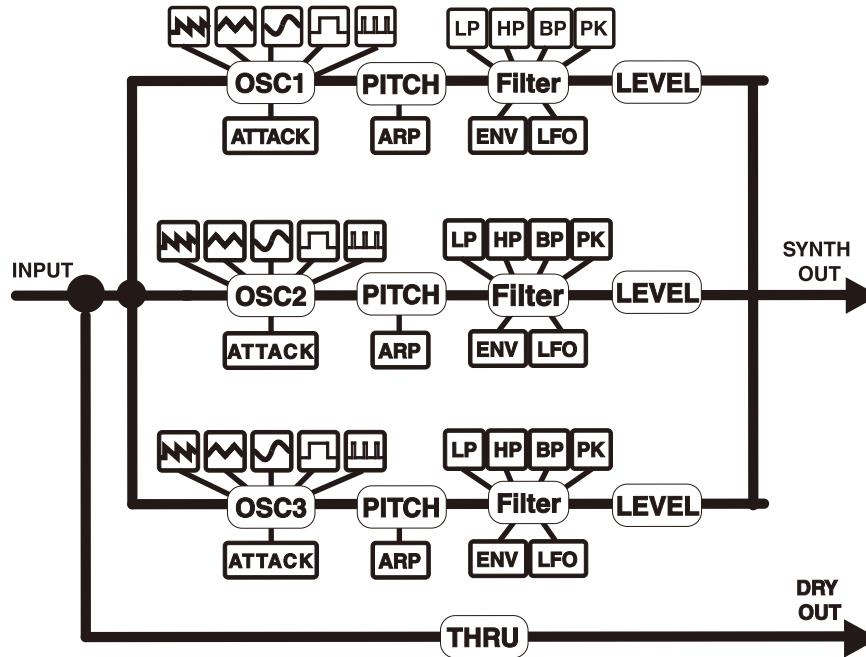 LP HP BP PK
OSC1 PITCH Filter LEVEL
ATTACK ARP ENV LFO
LP HP BP PK
INPUT OSC2 PITCH Filter LEVEL SYNTH OUT
ATTACK ARP ENV LFO
LP HP BP PK
OSC3 PITCH Filter LEVEL
ATTACK ARP ENV LFO
THRU DRY OUT